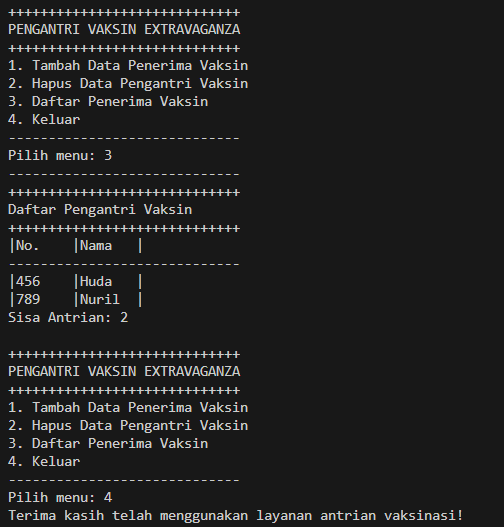 +++++++++++++++++++++++++++++
PENGANTRI VAKSIN EXTRAVAGANZA
+++++++++++++++++++++++++++++
1. Tambah Data Penerima Vaksin
2. Hapus Data Pengantri Vaksin
3. Daftar Penerima Vaksin
4. Keluar
-----------------------------
Pilih menu: 3
-----------------------------
+++++++++++++++++++++++++++++
Daftar Pengantri Vaksin
+++++++++++++++++++++++++++++
|No.    |Nama   |
-----------------------------
|456    |Huda   |
|789    |Nuril  |
Sisa Antrian: 2

+++++++++++++++++++++++++++++
PENGANTRI VAKSIN EXTRAVAGANZA
+++++++++++++++++++++++++++++
1. Tambah Data Penerima Vaksin
2. Hapus Data Pengantri Vaksin
3. Daftar Penerima Vaksin
4. Keluar
-----------------------------
Pilih menu: 4
Terima kasih telah menggunakan layanan antrian vaksinasi!